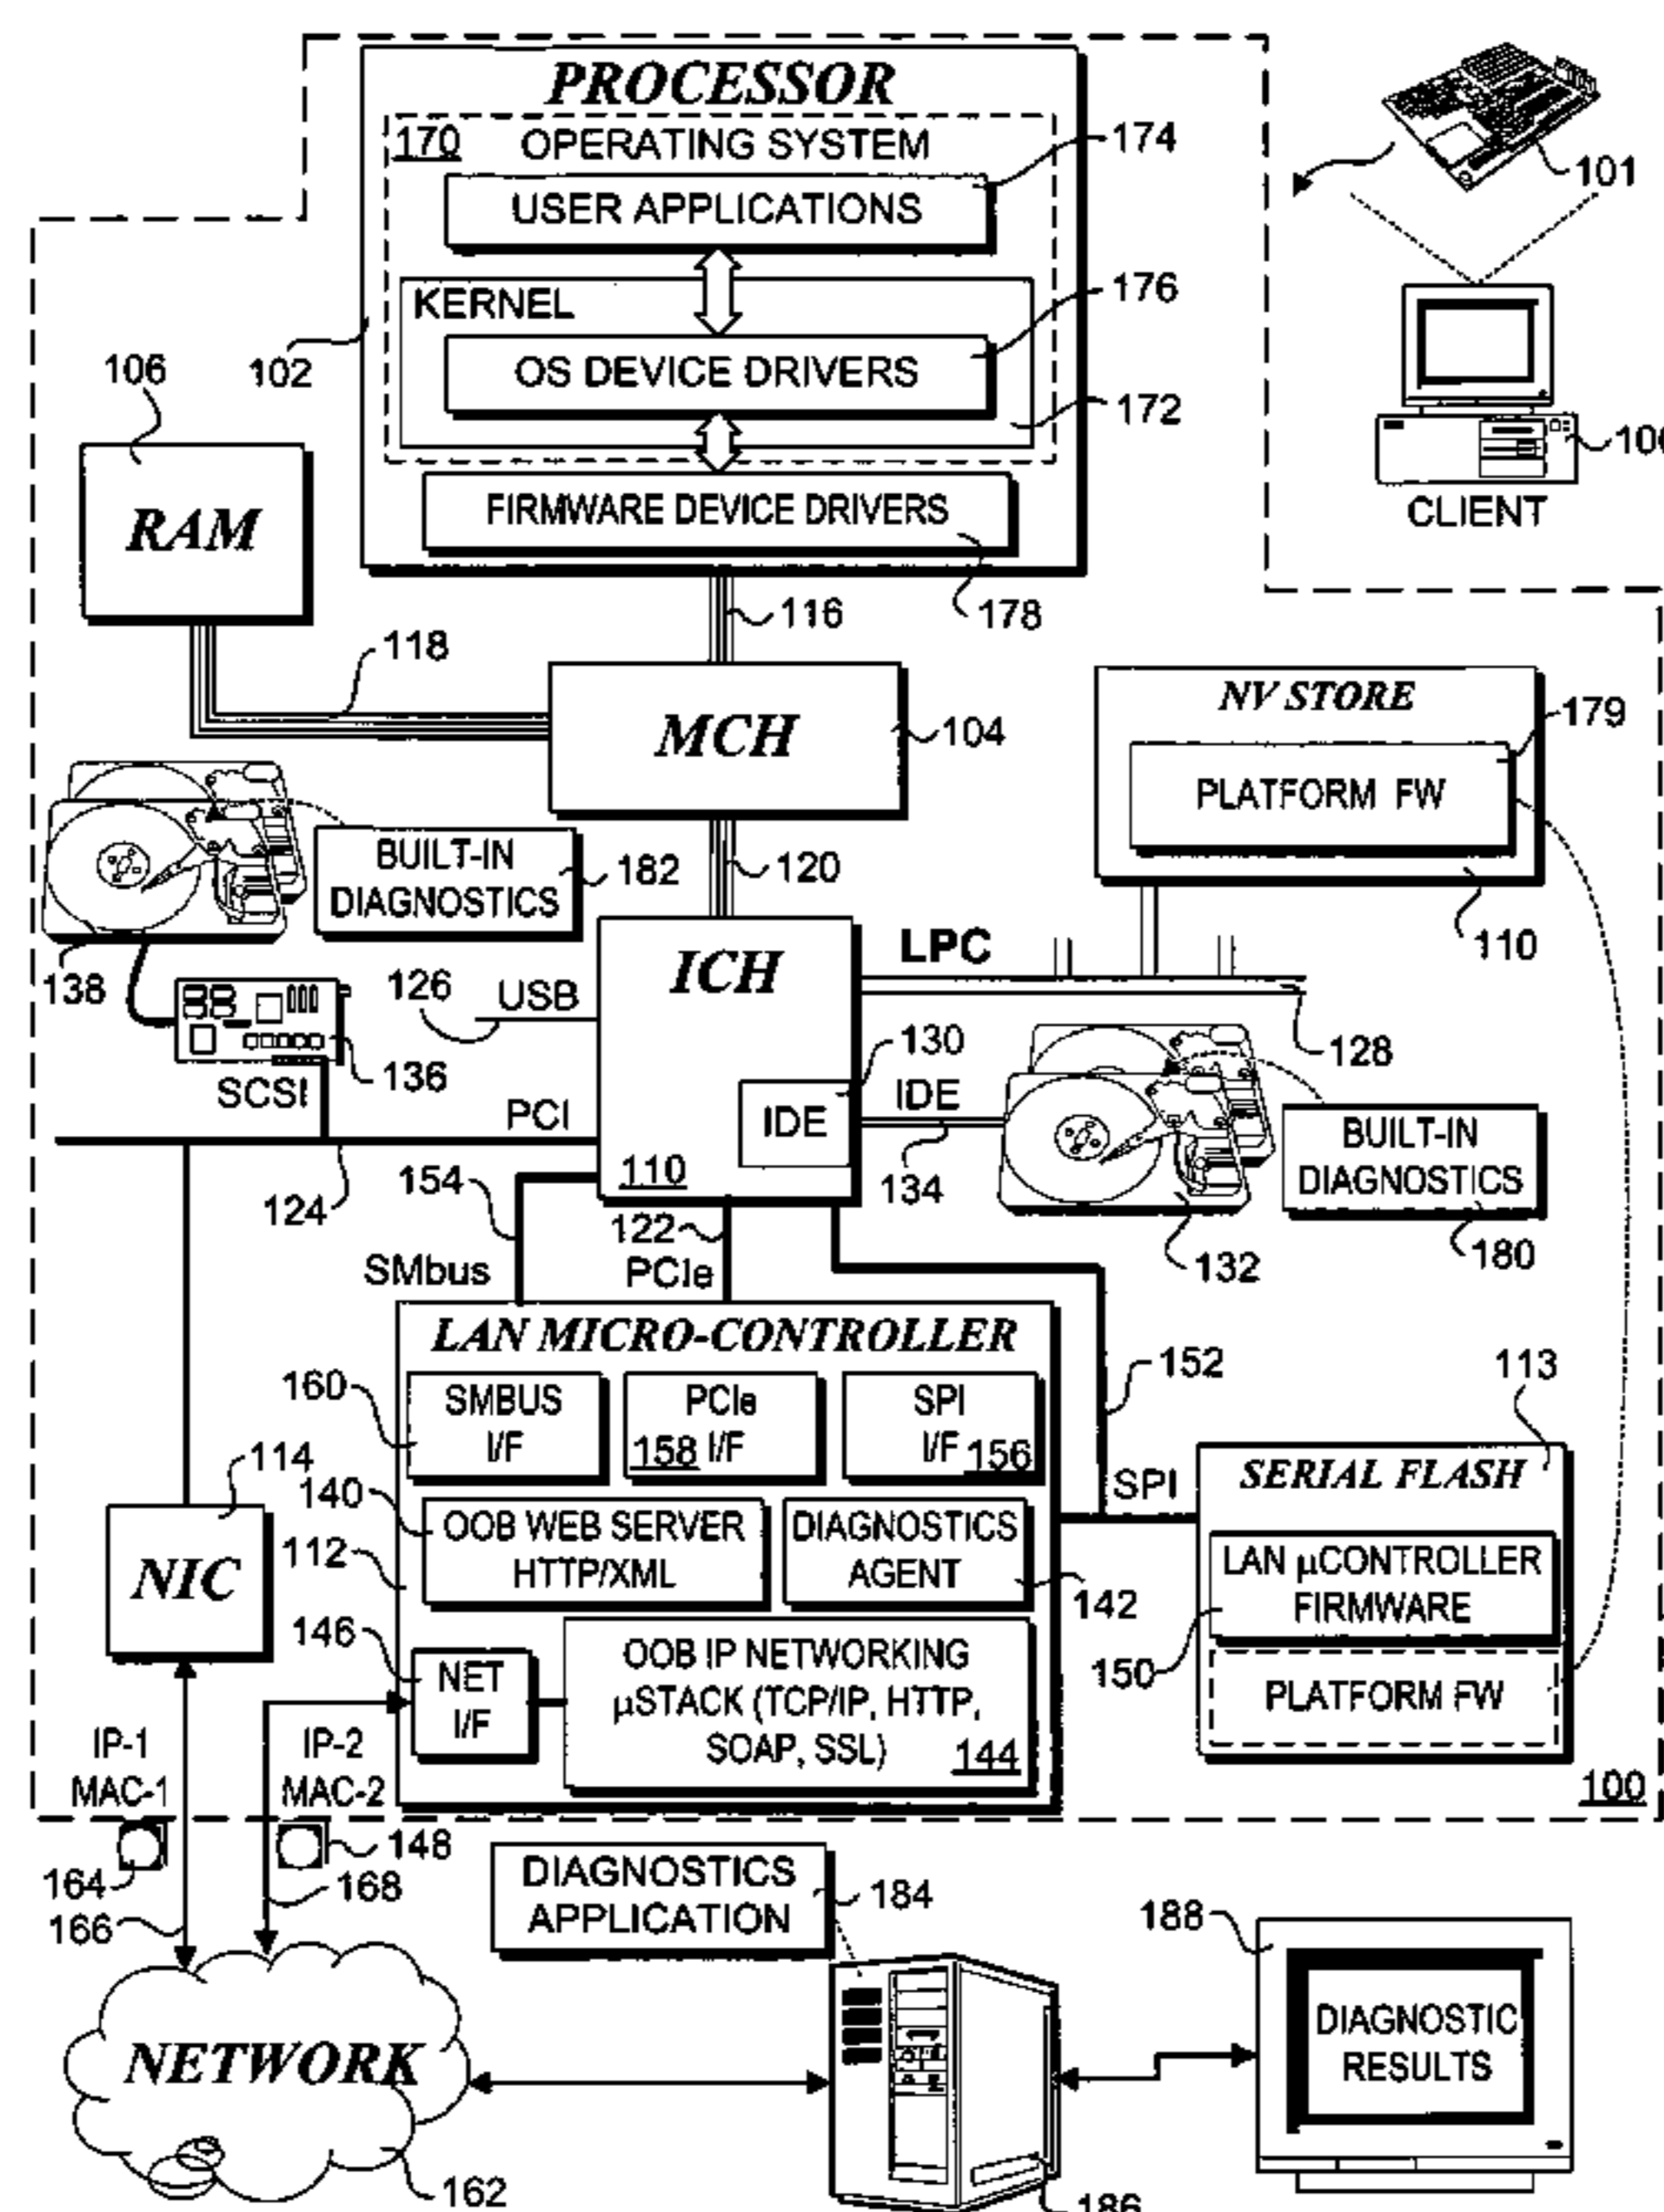 PROCESSOR
170 OPERATING SYSTEM
174
USER APPLICATIONS
101
KERNEL
176
102
OS DEVICE DRIVERS
172
106
CLIENT
RAM
FIRMWARE DEVICE DRIVERS
178
116
118
MCH
104
NV STORE
179
PLATFORM FW
110
BUILT-IN
DIAGNOSTICS
182
120
138
ICH
LPC
126
USB
128
130
136
SCSI
PCI
IDE
IDE
134
132
BUILT-IN
DIAGNOSTICS
180
110
124
154
122
SMbus
PCIe
LAN MICRO-CONTROLLER
152
113
160
SMBUS
I/F
PCIe
158 I/F
SPI
I/F 156
114
140
OOB WEB SERVER
HTTP/XML
DIAGNOSTICS
AGENT
SPI
SERIAL FLASH
112
NIC
142
LAN μCONTROLLER
FIRMWARE
146
NET
I/F
OOB IP NETWORKING
μSTACK (TCP/IP, HTTP,
SOAP, SSL) 144
150
PLATFORM FW
IP-1
MAC-1
IP-2
MAC-2
100
164
148
166
168
DIAGNOSTICS
APPLICATION
184
188
DIAGNOSTIC
RESULTS
NETWORK
162
186